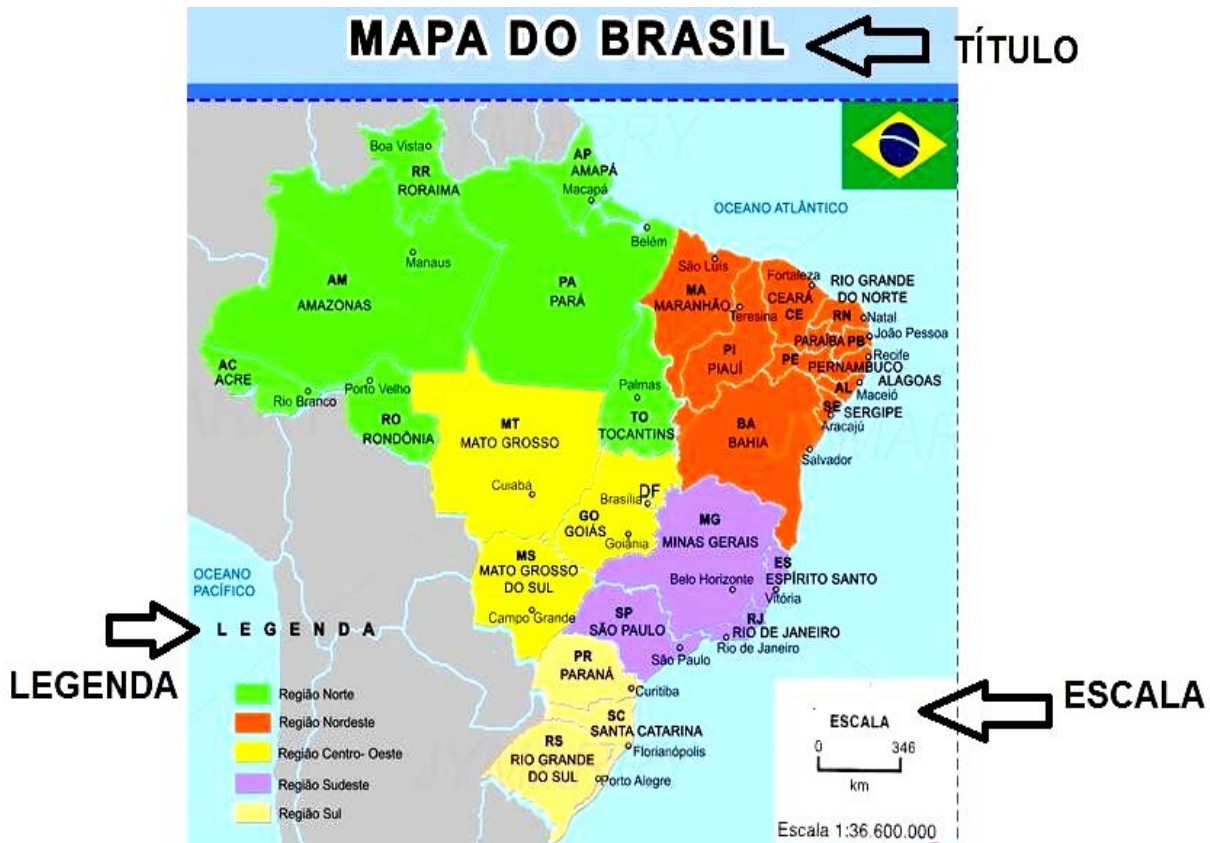 MAPA DO BRASIL
TÍTULO
Boa Vista
RR
RORAIMA
AP
AMAPÁ
Macapá
OCEANO ATLÂNTICO
Belém
Manaus
AM
AMAZONAS
PA
PARÁ
São Luís
MA
MARANHÃO
Teresina
Fortaleza
CEARÁ
CE
RIO GRANDE
DO NORTE
RN
Natal
João Pessoa
PARAÍBA PB
PI
PIAUÍ
PE
PERNAMBUCO
Recife
AL
ALAGOAS
Maceió
SE
SERGIPE
Aracajú
AC
ACRE
Rio Branco
Porto Velho
RO
RONDÔNIA
Palmas
TO
TOCANTINS
MT
MATO GROSSO
Cuiabá
BA
BAHIA
Salvador
Brasília
DF
GO
GOIÁS
Goiânia
MG
MINAS GERAIS
Belo Horizonte
ES
ESPÍRITO SANTO
Vitória
MS
MATO GROSSO
DO SUL
Campo Grande
SP
SÃO PAULO
São Paulo
RJ
RIO DE JANEIRO
Rio de Janeiro
OCEANO
PACÍFICO
PR
PARANÁ
Curitiba
SC
SANTA CATARINA
Florianópolis
RS
RIO GRANDE
DO SUL
Porto Alegre
LEGENDA
L E G E N D A
Região Norte
Região Nordeste
Região Centro- Oeste
Região Sudeste
Região Sul
ESCALA
ESCALA
0 346
km
Escala 1:36.600.000